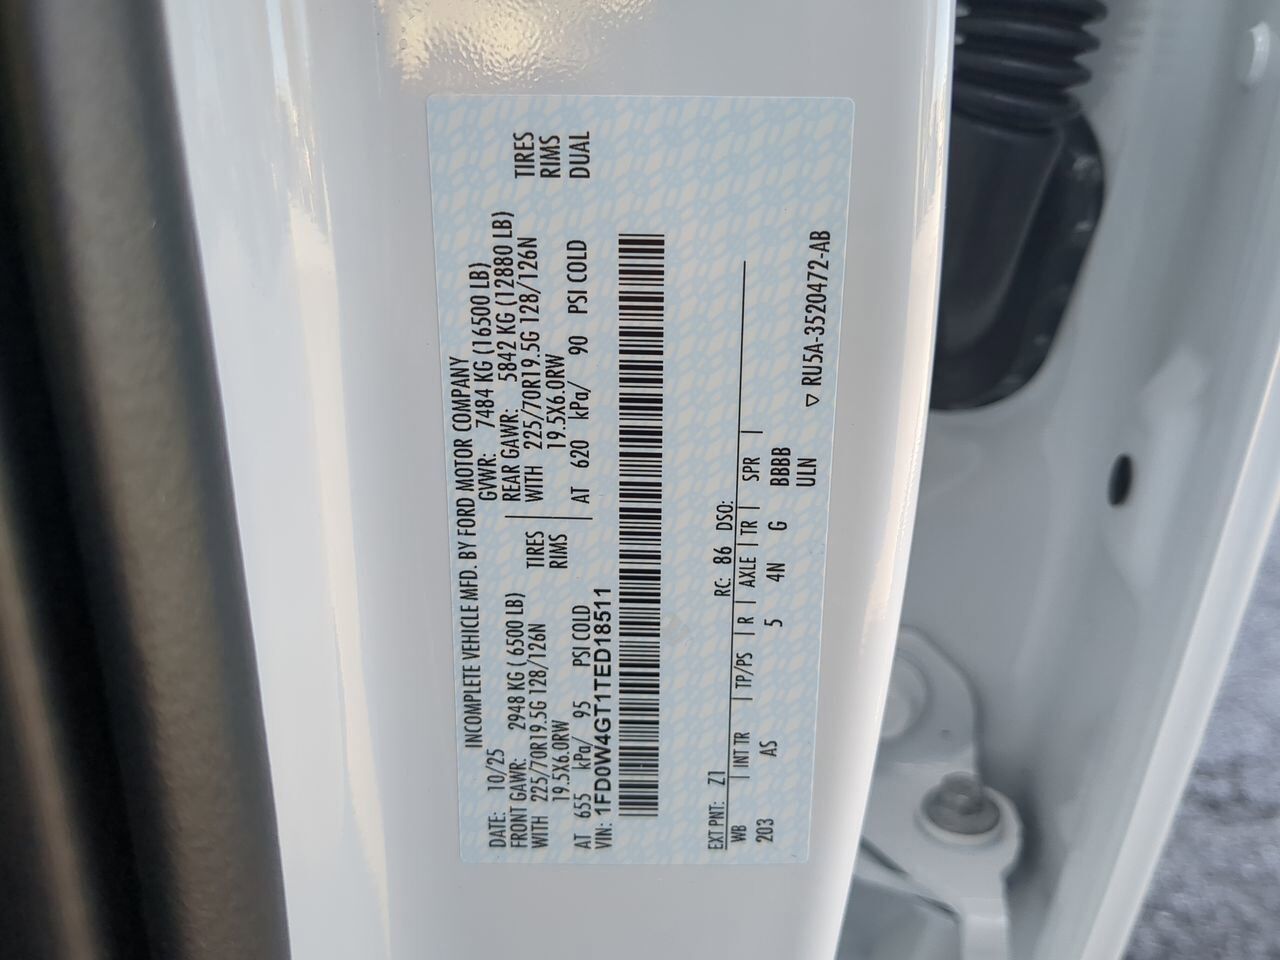 INCOMPLETE VEHICLE MFD. BY FORD MOTOR COMPANY
DATE: 10/25 GVWR: 7484 KG (16500 LB)
FRONT GAWR: 2948 KG ( 6500 LB) REAR GAWR: 5842 KG (12880 LB)
WITH 225/70R19.5G 128/126N TIRES WITH 225/70R19.5G 128/126N TIRES
19.5X6.0RW RIMS 19.5X6.0RW RIMS
AT 655 kPa/ 95 PSI COLD AT 620 kPa/ 90 PSI COLD DUAL
VIN: 1FD0W4GT1TED18511
EXT PNT: Z1 RC: 86 DSO:
WB | INT TR | TP/PS | R | AXLE | TR | SPR |
203 AS 5 4N G BBBB
ULN
▽ RU5A-3520472-AB